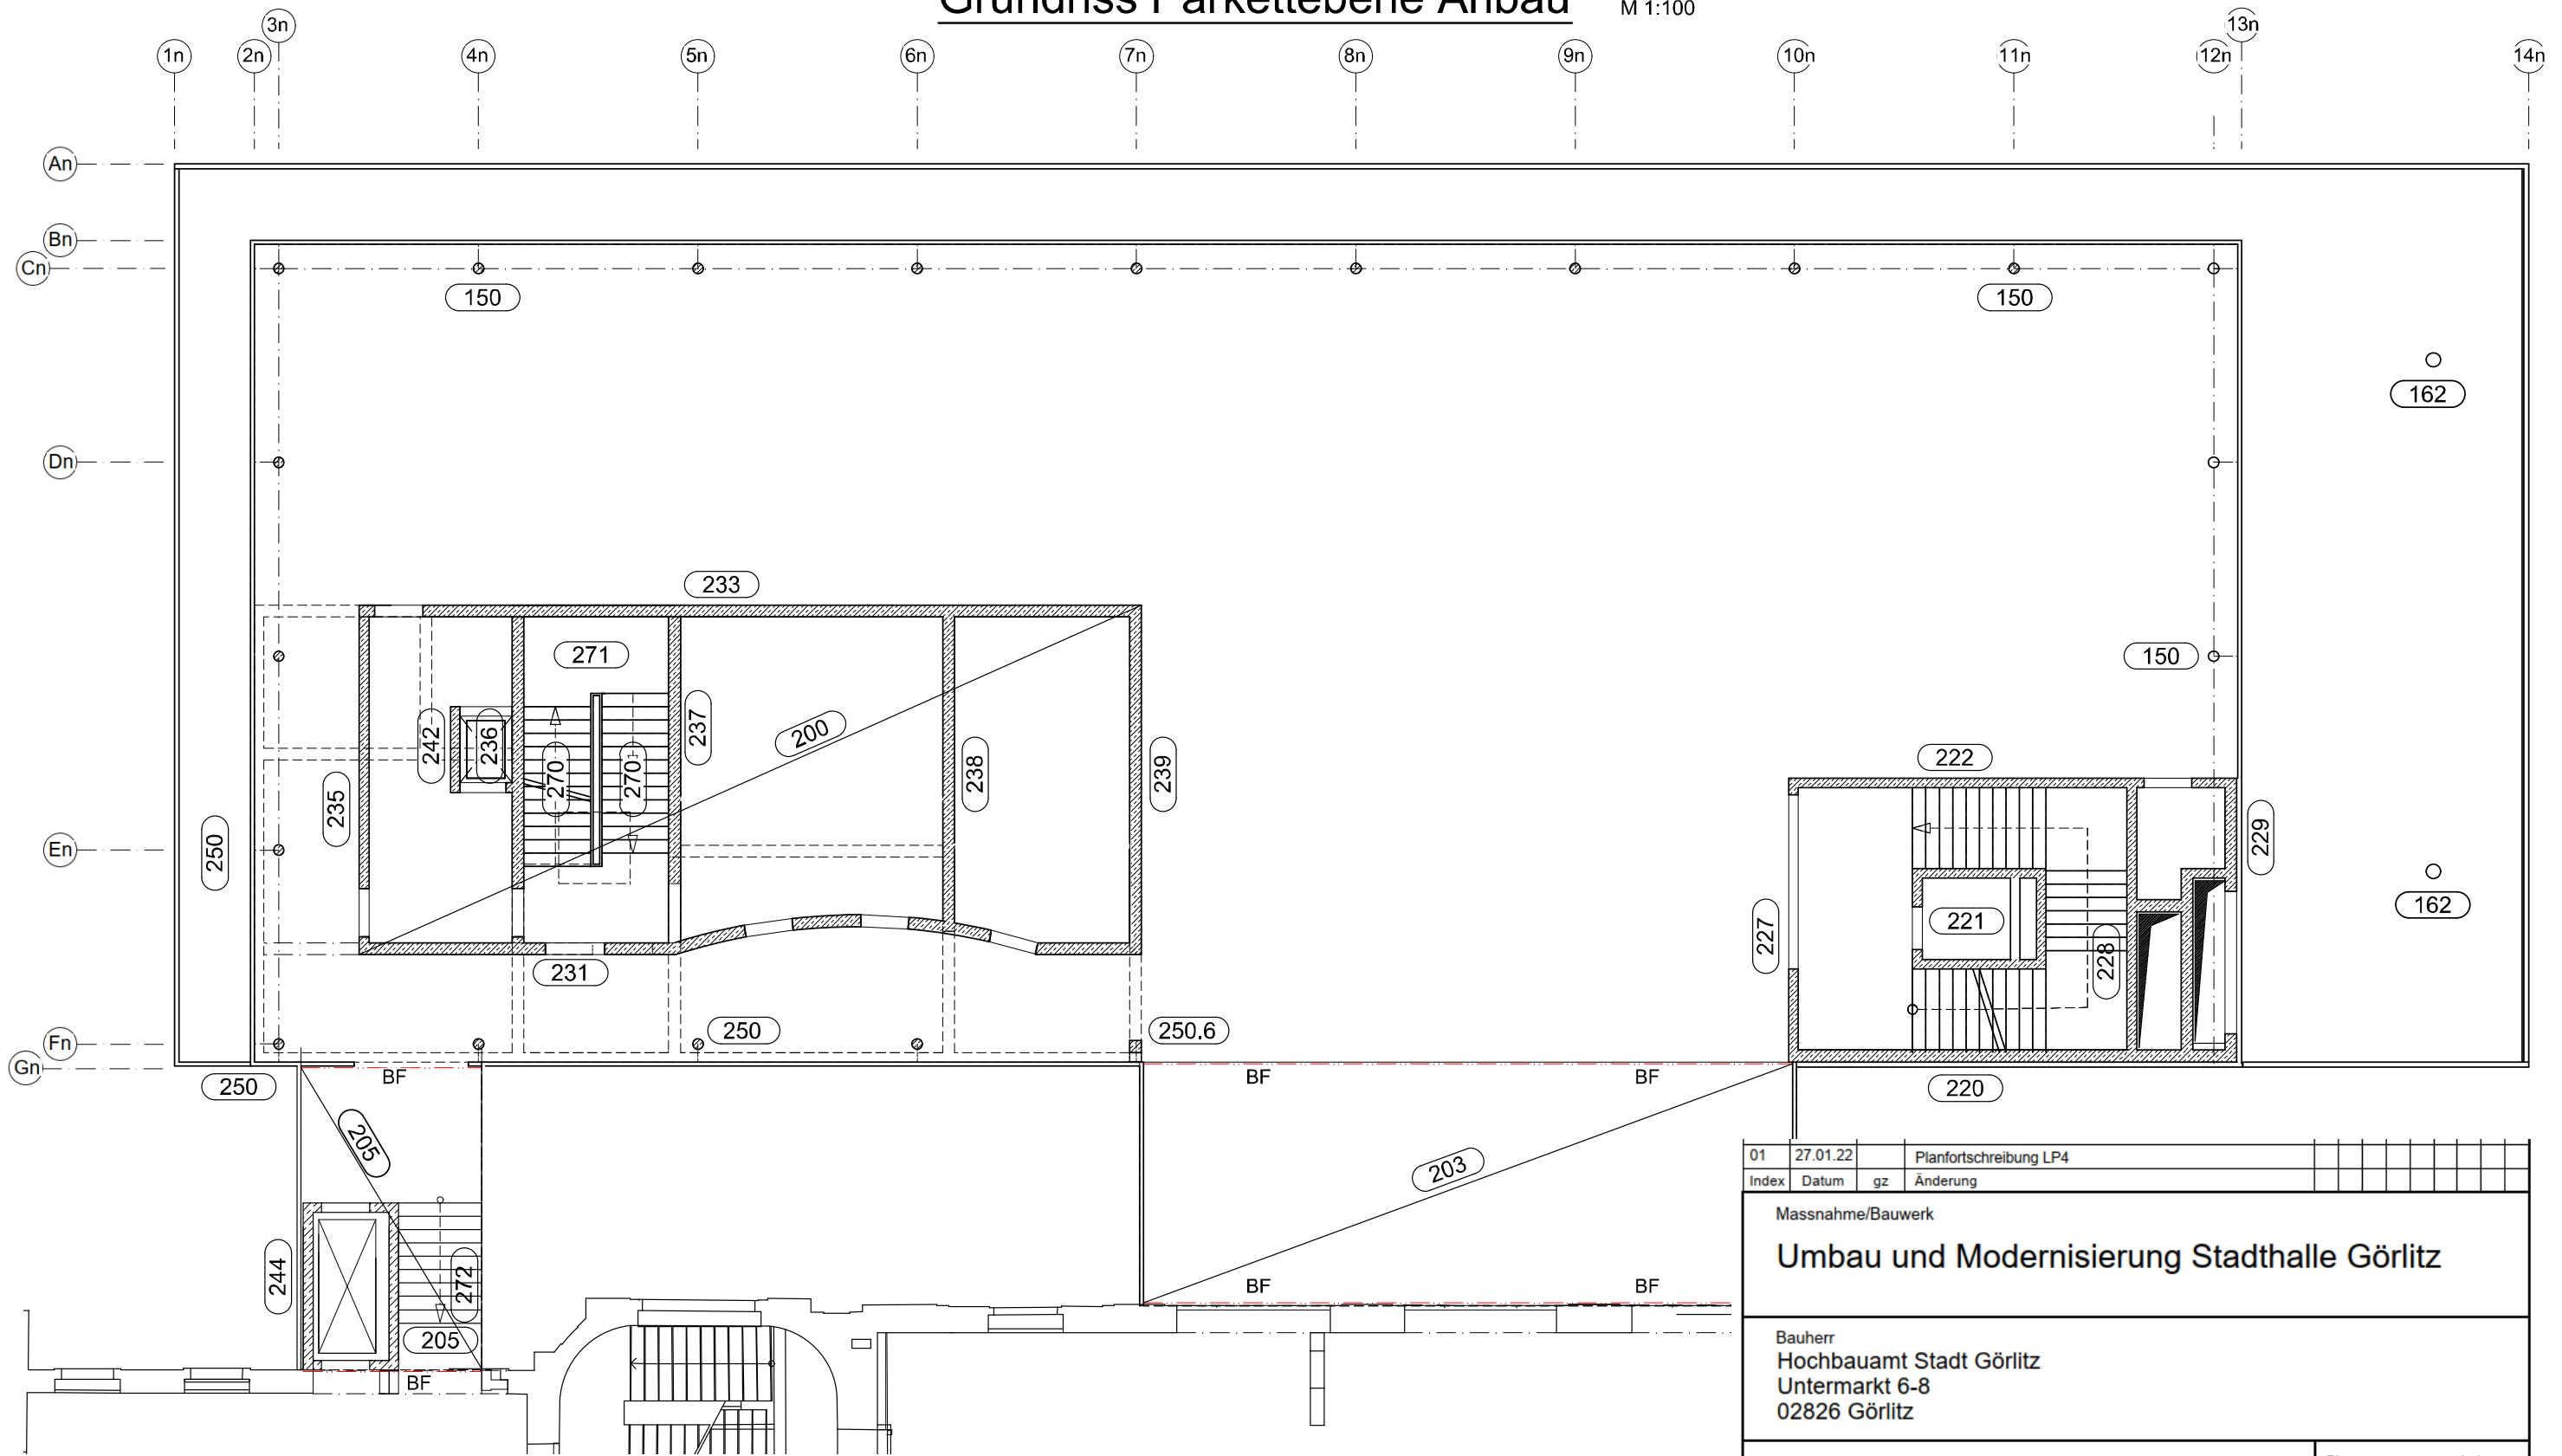 Grundriss Parkettebene Anbau M 1:100
3n 13n
1n 2n 4n 5n 6n 7n 8n 9n 10n 11n 12n 14n
An
Bn
Cn
150 150
162
Dn
233
271 150
200
237
242 236 270 270 238 239 222
235
250 En 229
221
227 228 162
231
Fn 250 250.6
Gn
250 BF BF BF 220
205
203
244 272 BF BF
205
BF
01 27.01.22 Planfortschreibung LP4
Index Datum gz Änderung
Massnahme/Bauwerk
Umbau und Modernisierung Stadthalle Görlitz
Bauherr
Hochbauamt Stadt Görlitz
Untermarkt 6-8
02826 Görlitz